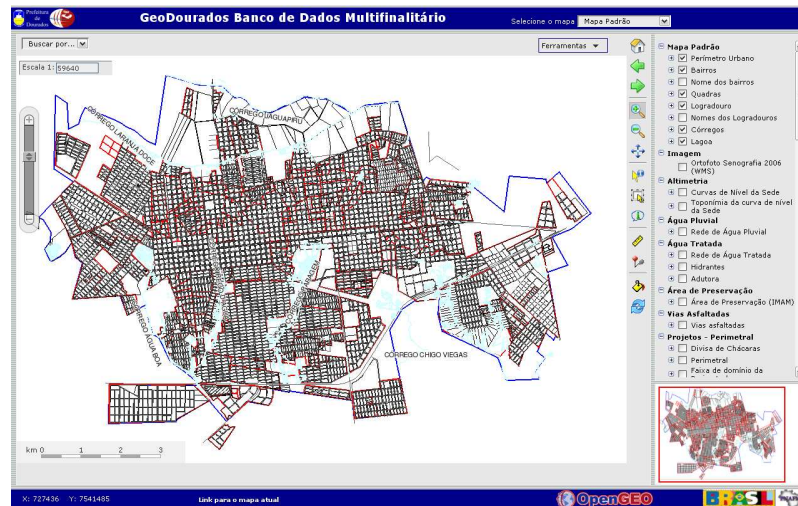 Prefeitura
de
Dourados
GeoDourados Banco de Dados Multifinalitário
Selecione o mapa
Mapa Padrão
Buscar por...
Ferramentas
Escala 1: 59640
CÓRREGO LARANJA DOCE
CÓRREGO JAGUAPIRU
CÓRREGO ÁGUA BOA
CÓRREGO CHIGO VIEGAS
km 0 1 2 3
Mapa Padrão
Perímetro Urbano
Bairros
Nome dos bairros
Quadras
Logradouro
Nomes dos Logradouros
Córregos
Lagoa
Imagem
Ortofoto Senografia 2006
(WMS)
Altimetria
Curvas de Nível da Sede
Toponímia da curva de nível
da Sede
Água Pluvial
Rede de Água Pluvial
Água Tratada
Rede de Água Tratada
Hidrantes
Adutora
Área de Preservação
Área de Preservação (IMAM)
Vias Asfaltadas
Vias asfaltadas
Projetos - Perimetral
Divisa de Chácaras
Perimetral
Faixa de domínio da
X: 727436 Y: 7541485
Link para o mapa atual
OpenGEO
BRASIL